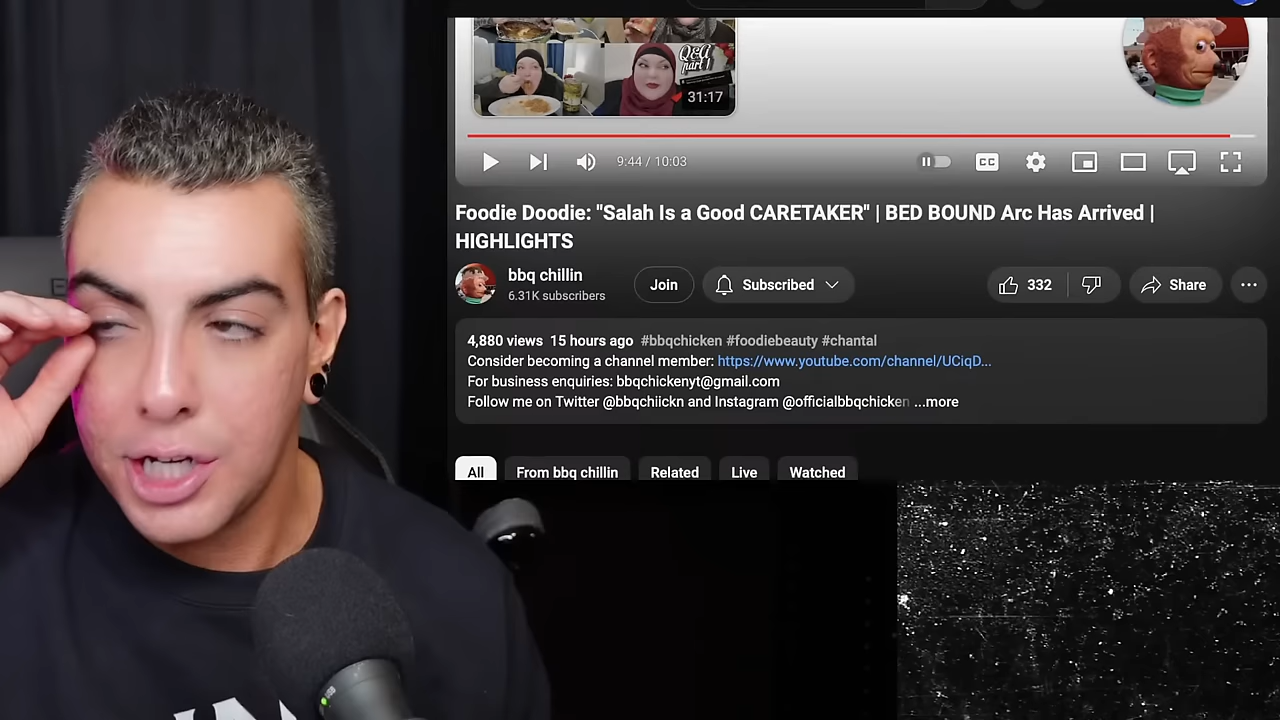 Q&A
part 1
31:17
9:44 / 10:03
CC
Foodie Doodie: "Salah Is a Good CARETAKER" | BED BOUND Arc Has Arrived |
HIGHLIGHTS
bbq chillin
6.31K subscribers
Join
Subscribed
332
Share
4,880 views 15 hours ago #bbqchicken #foodiebeauty #chantal
Consider becoming a channel member: https://www.youtube.com/channel/UCiqD...
For business enquiries: bbqchickenyt@gmail.com
Follow me on Twitter @bbqchiickn and Instagram @officialbbqchicken ...more
All
From bbq chillin
Related
Live
Watched